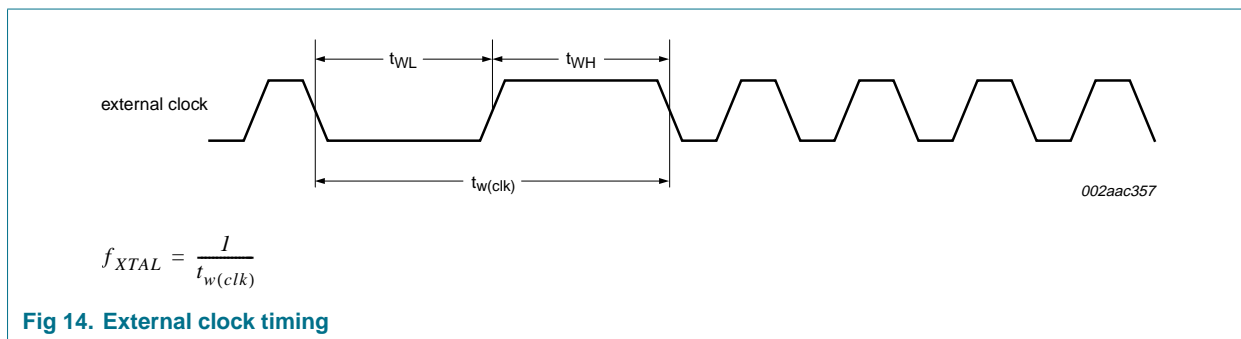 t_WL
t_WH
external clock
t_w(clk)
002aac357
f_XTAL = 1 / t_w(clk)
Fig 14. External clock timing